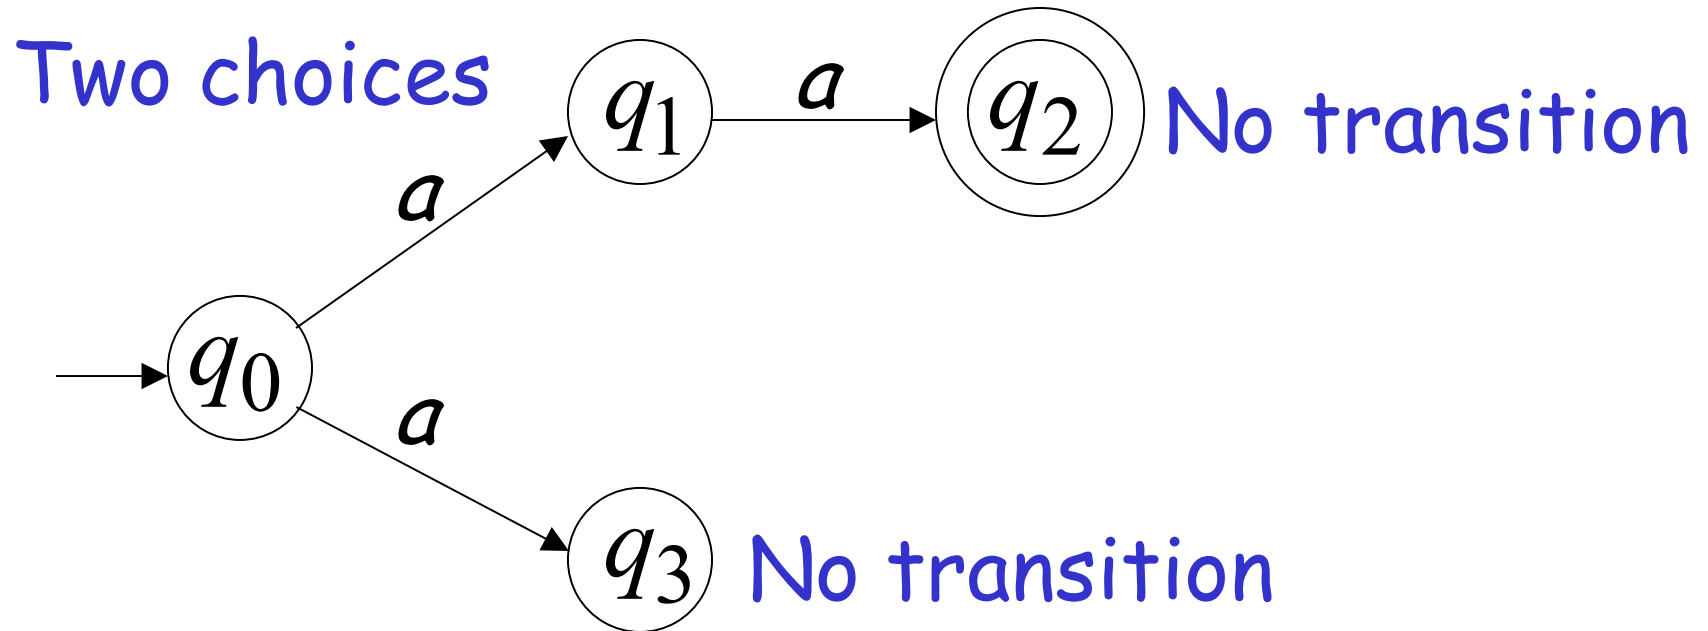 Two choices
q1
a
q2
No transition
a
q0
a
q3
No transition